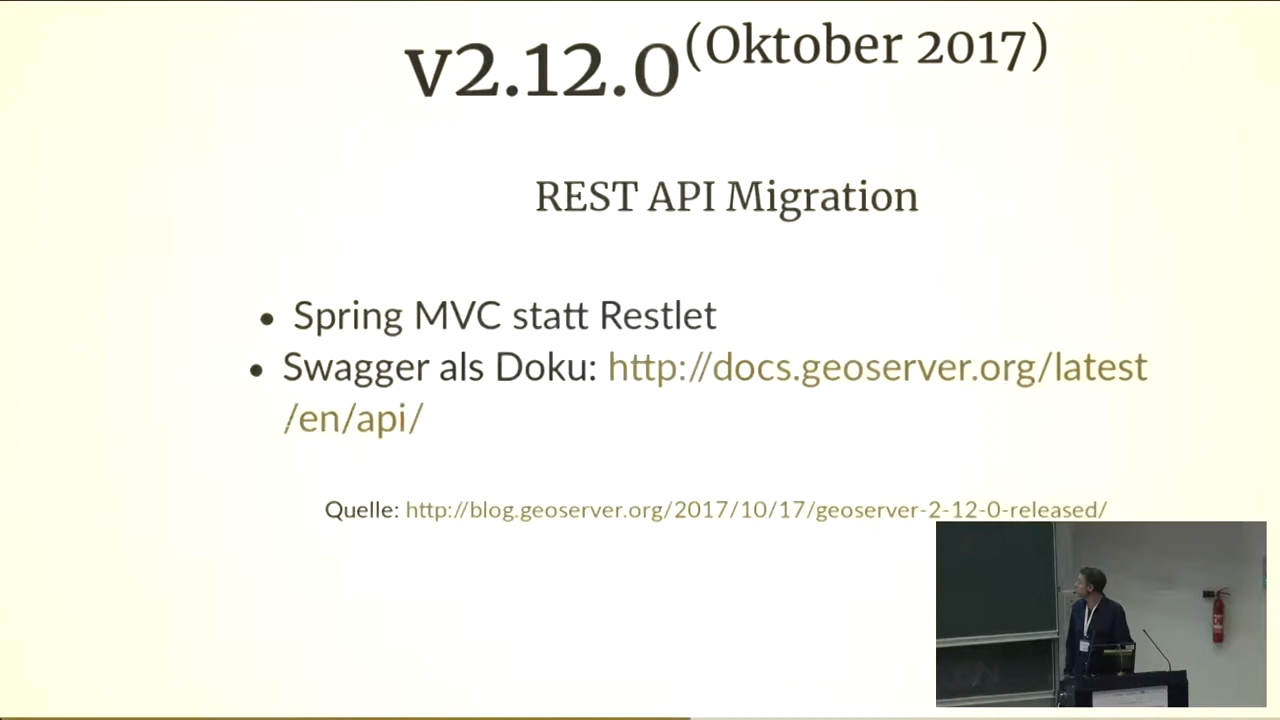 v2.12.0(Oktober 2017)
REST API Migration
• Spring MVC statt Restlet
• Swagger als Doku: http://docs.geoserver.org/latest
/en/api/
Quelle: http://blog.geoserver.org/2017/10/17/geoserver-2-12-0-released/